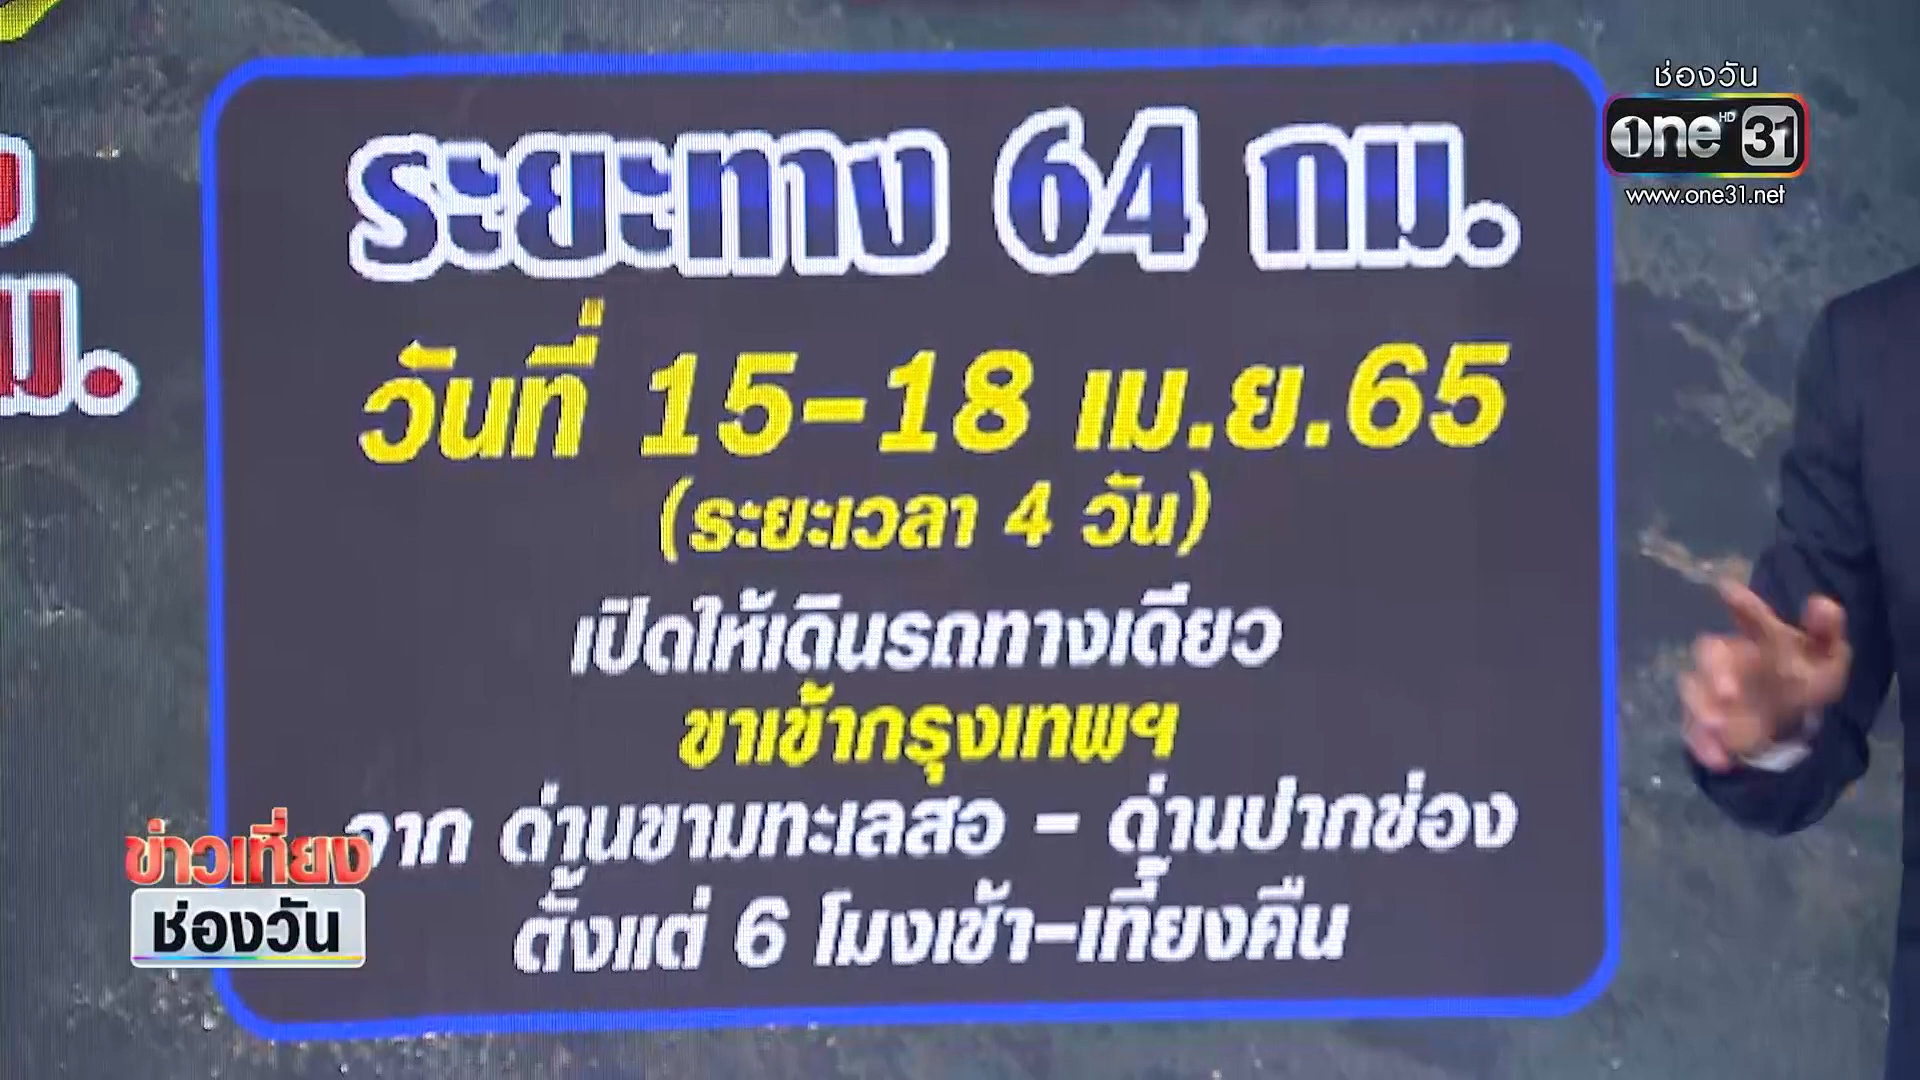 ระยะทาง 64 กม.
วันที่ 15-18 เม.ย.65
(ระยะเวลา 4 วัน)
เปิดให้เดินรถทางเดียว
ขาเข้ากรุงเทพฯ
จาก ด่านขามทะเลสอ - ด่านปากช่อง
ตั้งแต่ 6 โมงเช้า-เที่ยงคืน
ช่องวัน
one HD 31
www.one31.net
ข่าวเที่ยง
ช่องวัน
ม.